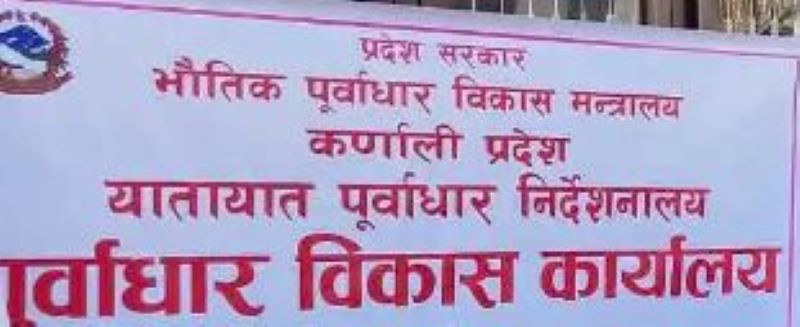 प्रदेश सरकार
भौतिक पूर्वाधार विकास मन्त्रालय
कर्णाली प्रदेश
यातायात पूर्वाधार निर्देशनालय
पूर्वाधार विकास कार्यालय